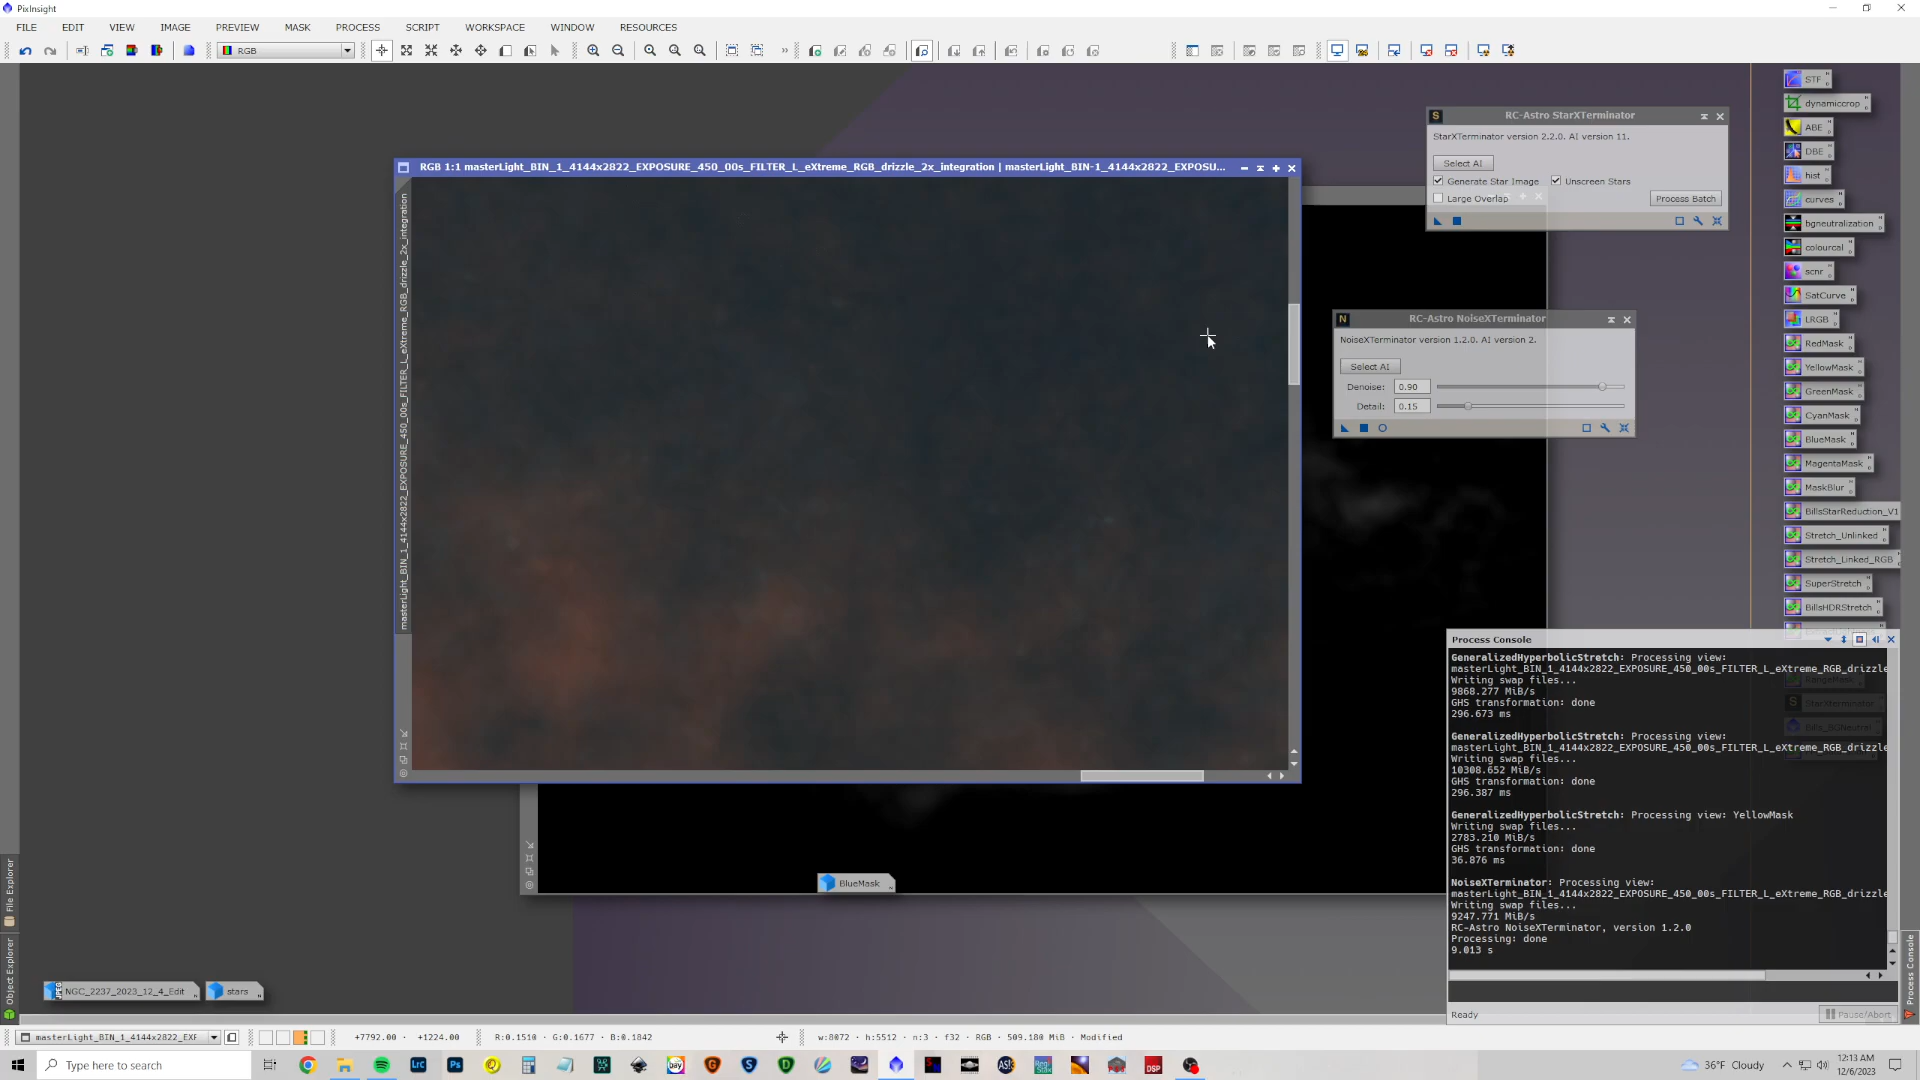 PixInsight
FILE EDIT VIEW IMAGE PREVIEW MASK PROCESS SCRIPT WORKSPACE WINDOW RESOURCES
RGB
RGB 1:1 masterLight_BIN_1_4144x2822_EXPOSURE_450_00s_FILTER_L_eXtreme_RGB_drizzle_2x_integration | masterLight_BIN-1_4144x2822_EXPOSU...
masterLight_BIN_1_4144x2822_EXPOSURE_450_00s_FILTER_L_eXtreme_RGB_drizzle_2x_integration
RC-Astro StarXTerminator
StarXTerminator version 2.2.0. AI version 11.
Select AI
Generate Star Image Unscreen Stars
Large Overlap Process Batch
RC-Astro NoiseXTerminator
NoiseXTerminator version 1.2.0. AI version 2.
Select AI
Denoise: 0.90
Detail: 0.15
STF
dynamiccrop
ABE
DBE
hist
curves
bgneutralization
colourcal
scnr
SatCurve
LRGB
RedMask
YellowMask
GreenMask
CyanMask
BlueMask
MagentaMask
MaskBlur
BillsStarReduction_V1
Stretch_Unlinked
Stretch_Linked_RGB
SuperStretch
BillsHDRStretch
RangeMask
StarXterminator
Bills_BGNeutral
Process Console
GeneralizedHyperbolicStretch: Processing view:
masterLight_BIN_1_4144x2822_EXPOSURE_450_00s_FILTER_L_eXtreme_RGB_drizzle
Writing swap files...
9868.277 MiB/s
GHS transformation: done
296.673 ms
GeneralizedHyperbolicStretch: Processing view:
masterLight_BIN_1_4144x2822_EXPOSURE_450_00s_FILTER_L_eXtreme_RGB_drizzle
Writing swap files...
10308.652 MiB/s
GHS transformation: done
296.387 ms
GeneralizedHyperbolicStretch: Processing view: YellowMask
Writing swap files...
2783.210 MiB/s
GHS transformation: done
36.876 ms
NoiseXTerminator: Processing view:
masterLight_BIN_1_4144x2822_EXPOSURE_450_00s_FILTER_L_eXtreme_RGB_drizzle
Writing swap files...
9247.771 MiB/s
RC-Astro NoiseXTerminator, version 1.2.0
Processing: done
9.013 s
Ready Pause/Abort
Process Console
File Explorer
Object Explorer
BlueMask
NGC_2237_2023_12_4_Edit stars
masterLight_BIN_1_4144x2822_EXF +7792.00 · +1224.00 R:0.1510 · G:0.1677 · B:0.1842 w:8072 · h:5512 · n:3 · f32 · RGB · 509.180 MiB · Modified
Type here to search
Lrc
Ps
bay
G
S
D
AS!
DSP
36°F Cloudy
12:13 AM
12/6/2023